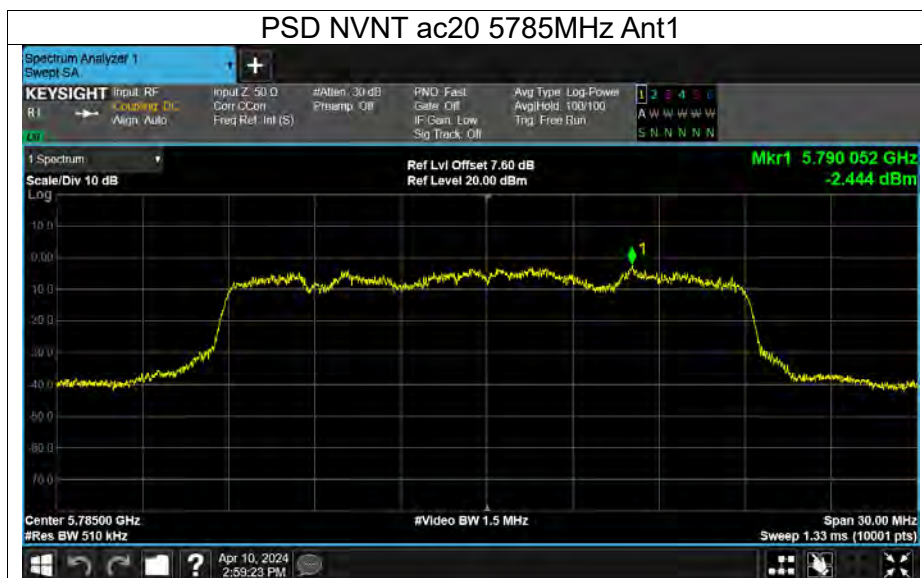 PSD NVNT ac20 5785MHz Ant1
Spectrum Analyzer 1
Swept SA
+
KEYSIGHT Input: RF Input Z: 50 Ω #Atten: 30 dB PNO: Fast Avg Type: Log-Power 1 2 3 4 5 6
Coupling: DC Corr CCorr Preamp: Off Gate: Off Avg|Hold: 100/100 A W W W W W
Align: Auto Freq Ref: Int (S) IF Gain: Low Trig: Free Run S N N N N N
Sig Track: Off
1 Spectrum Ref Lvl Offset 7.60 dB Mkr1 5.790 052 GHz
Scale/Div 10 dB Ref Level 20.00 dBm -2.444 dBm
Log
10.0
0.00
1
-10.0
-20.0
-30.0
-40.0
-50.0
-60.0
-70.0
Center 5.78500 GHz #Video BW 1.5 MHz Span 30.00 MHz
#Res BW 510 kHz Sweep 1.33 ms (10001 pts)
? Apr 10, 2024
2:59:23 PM